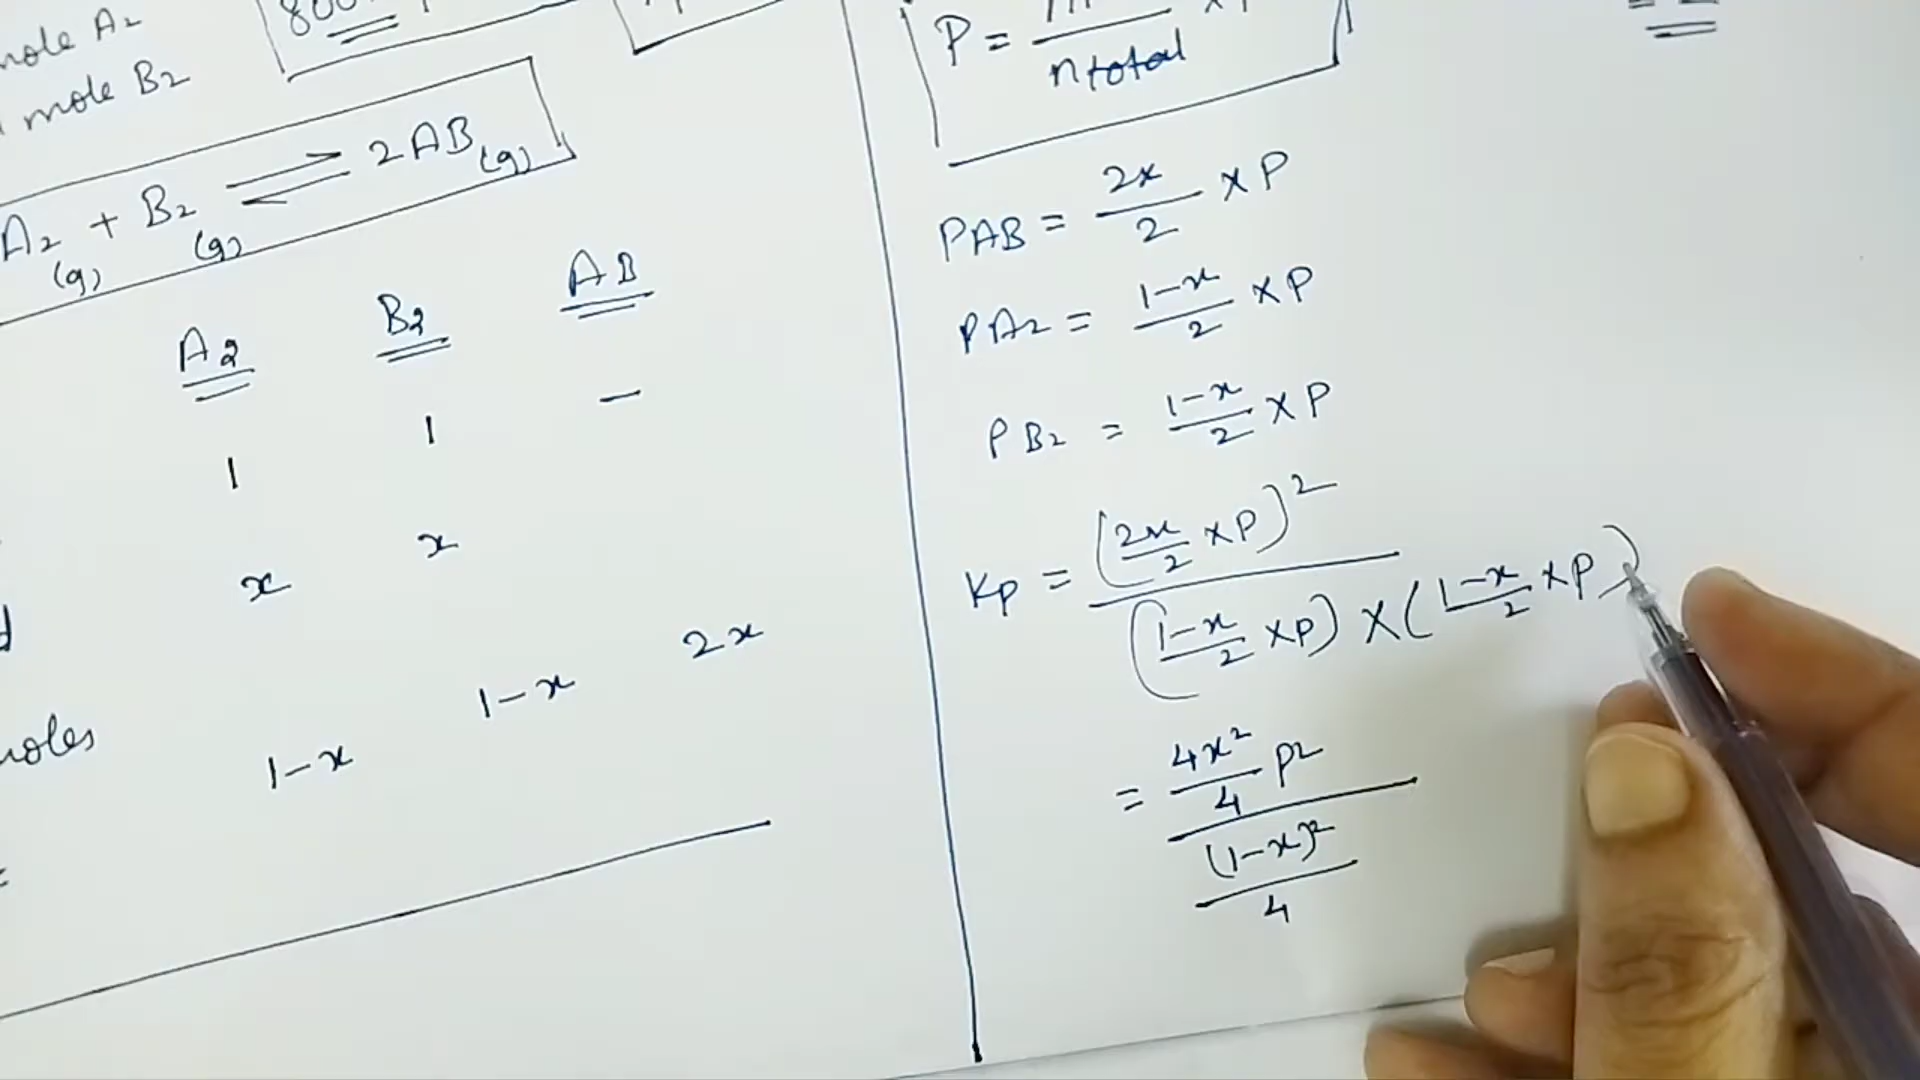 mole A₂
mole B₂
800
A₂(g) + B₂(g) ⇌ 2AB(g)
A₂ B₂ AB
1 1 —
x x
moles 1-x 1-x 2x
=
P = / n total
PAB = 2x/2 × P
PA₂ = 1-x/2 × P
PB₂ = 1-x/2 × P
Kp = (2x/2 × P)² / (1-x/2 × P) × (1-x/2 × P)
= 4x²/4 P² / (1-x)²/4